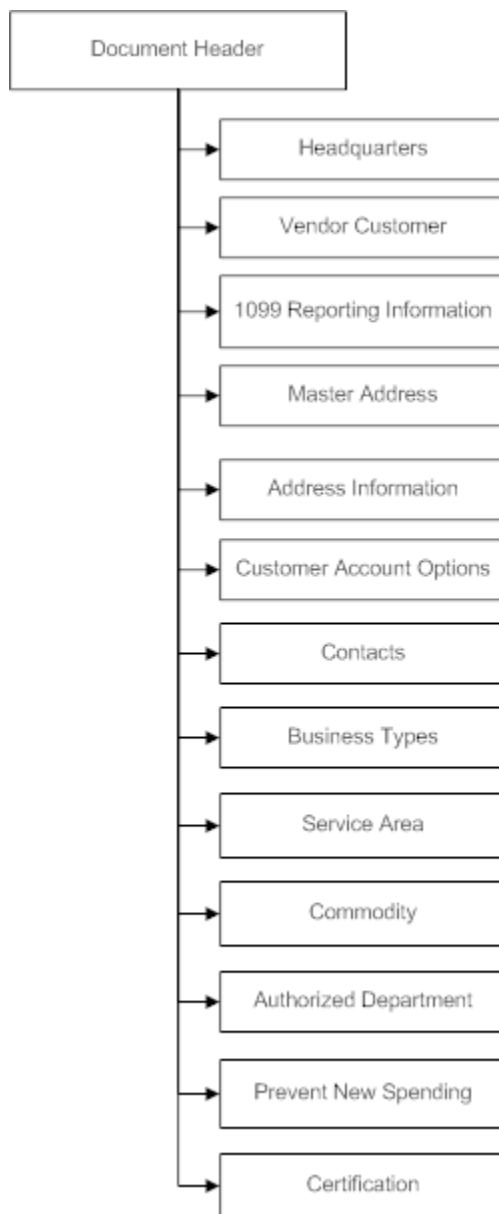 Document Header
Headquarters
Vendor Customer
1099 Reporting Information
Master Address
Address Information
Customer Account Options
Contacts
Business Types
Service Area
Commodity
Authorized Department
Prevent New Spending
Certification